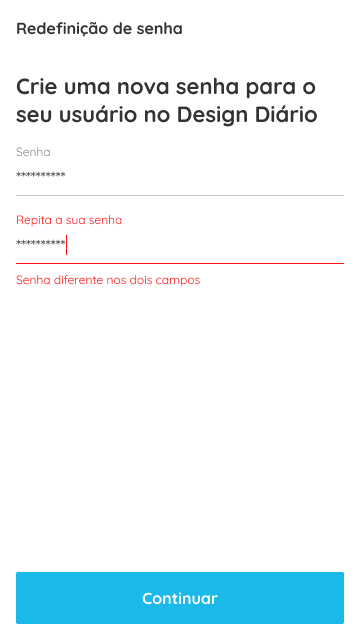 Redefinição de senha
Crie uma nova senha para o
seu usuário no Design Diário
Senha
**********
Repita a sua senha
**********
Senha diferente nos dois campos
Continuar